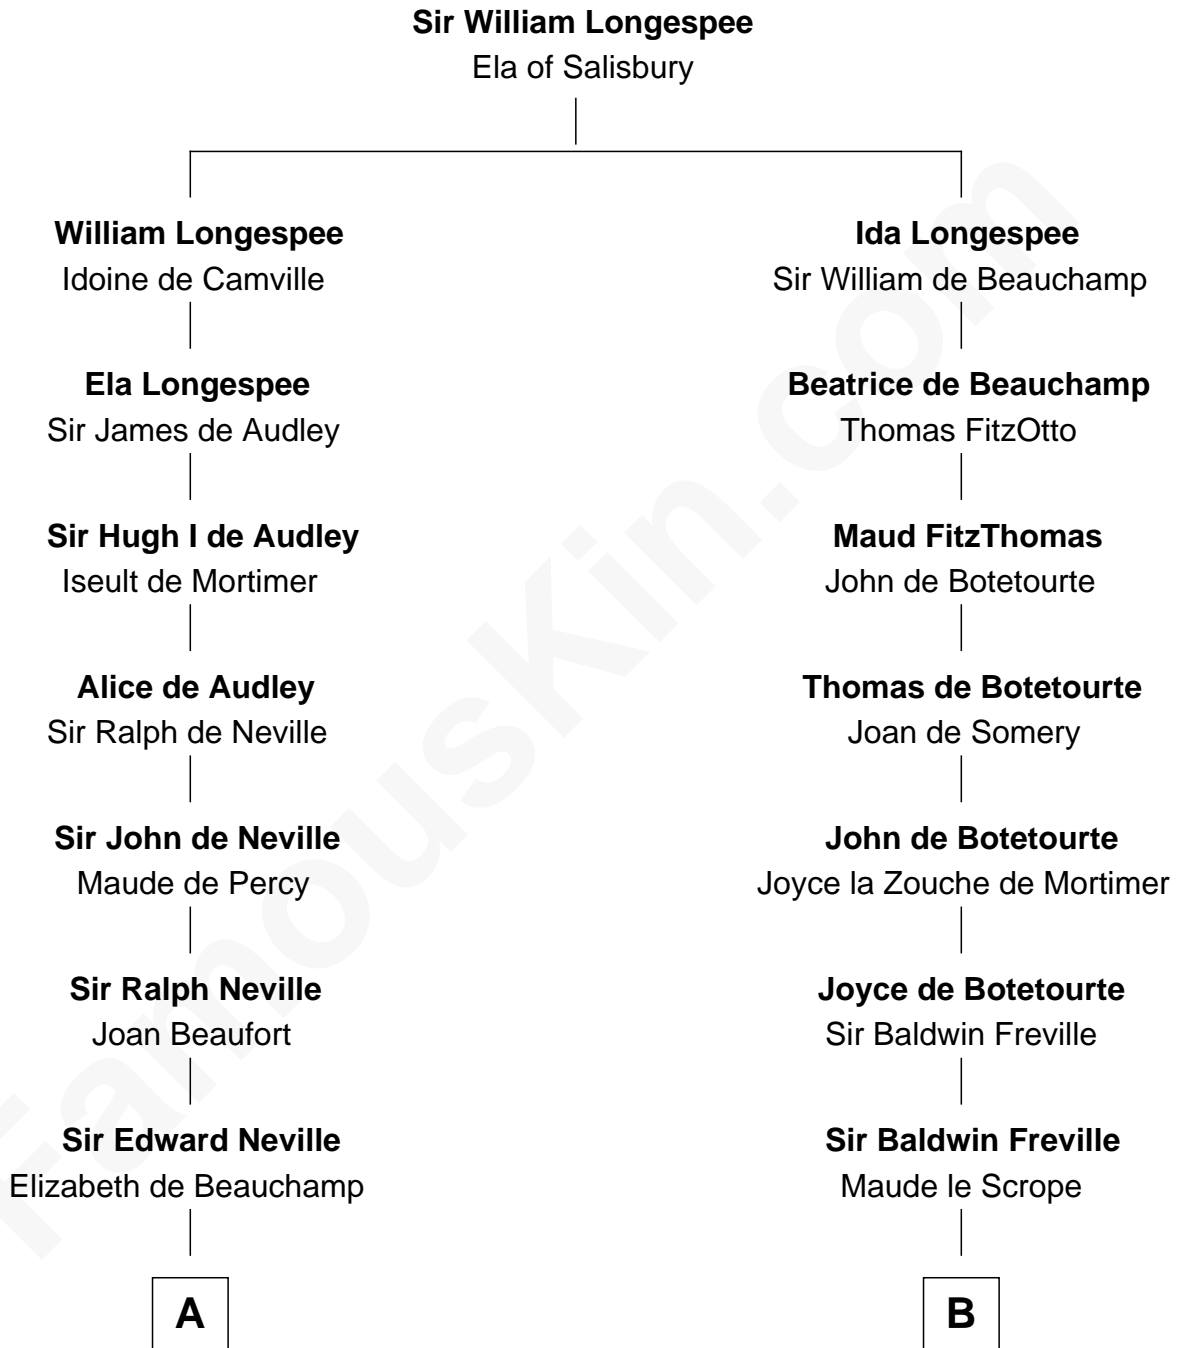 Sir William Longespee
Ela of Salisbury
William Longespee
Idoine de Camville
Ida Longespee
Sir William de Beauchamp
Ela Longespee
Sir James de Audley
Beatrice de Beauchamp
Thomas FitzOtto
Sir Hugh I de Audley
Iseult de Mortimer
Maud FitzThomas
John de Botetourte
Alice de Audley
Sir Ralph de Neville
Thomas de Botetourte
Joan de Somery
Sir John de Neville
Maude de Percy
John de Botetourte
Joyce la Zouche de Mortimer
Sir Ralph Neville
Joan Beaufort
Joyce de Botetourte
Sir Baldwin Freville
Sir Edward Neville
Elizabeth de Beauchamp
Sir Baldwin Freville
Maude le Scrope
A
B
FamousKin.com